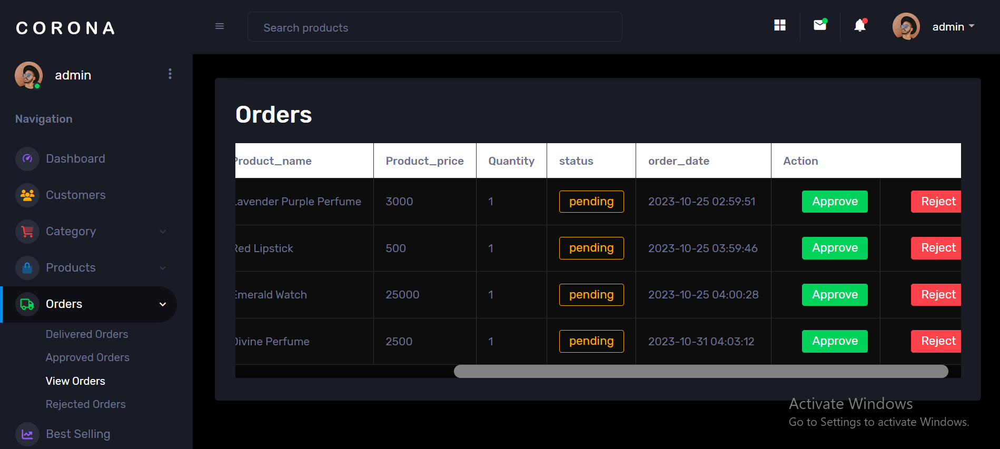 CORONA
Search products
admin
admin
Navigation
Dashboard
Customers
Category
Products
Orders
Delivered Orders
Approved Orders
View Orders
Rejected Orders
Best Selling
Orders
Product_name Product_price Quantity status order_date Action
Lavender Purple Perfume 3000 1 pending 2023-10-25 02:59:51 Approve Reject
Red Lipstick 500 1 pending 2023-10-25 03:59:46 Approve Reject
Emerald Watch 25000 1 pending 2023-10-25 04:00:28 Approve Reject
Divine Perfume 2500 1 pending 2023-10-31 04:03:12 Approve Reject
Activate Windows
Go to Settings to activate Windows.